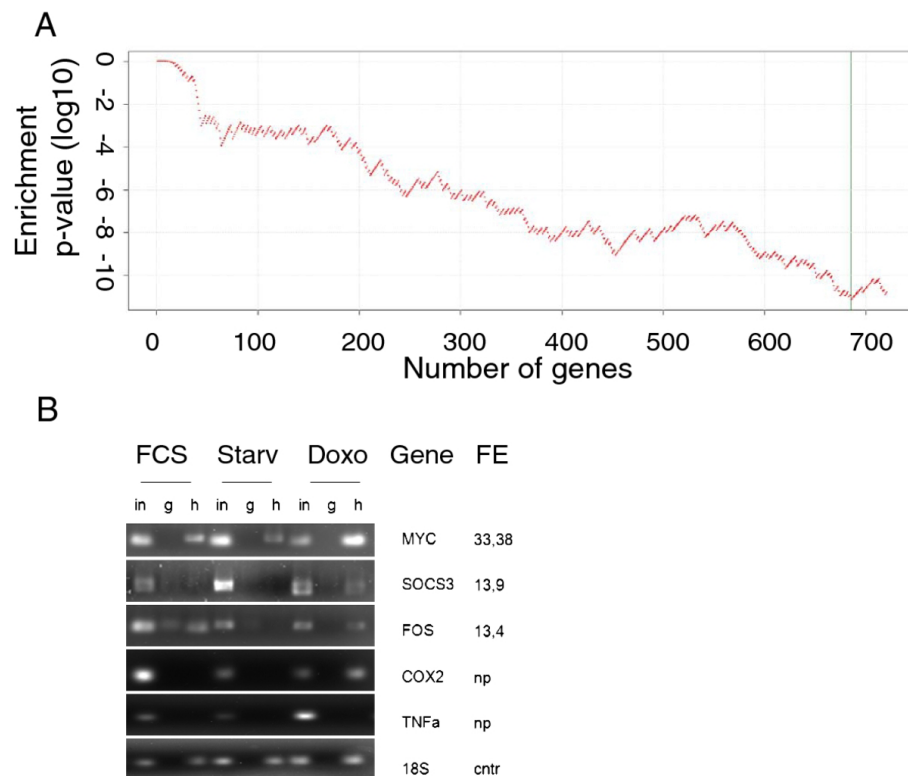 A
Enrichment
p-value (log10)
0
-2
-4
-6
-8
-10
0 100 200 300 400 500 600 700
Number of genes
B
FCS Starv Doxo Gene FE
in g h in g h in g h
MYC 33,38
SOCS3 13,9
FOS 13,4
COX2 np
TNFa np
18S cntr